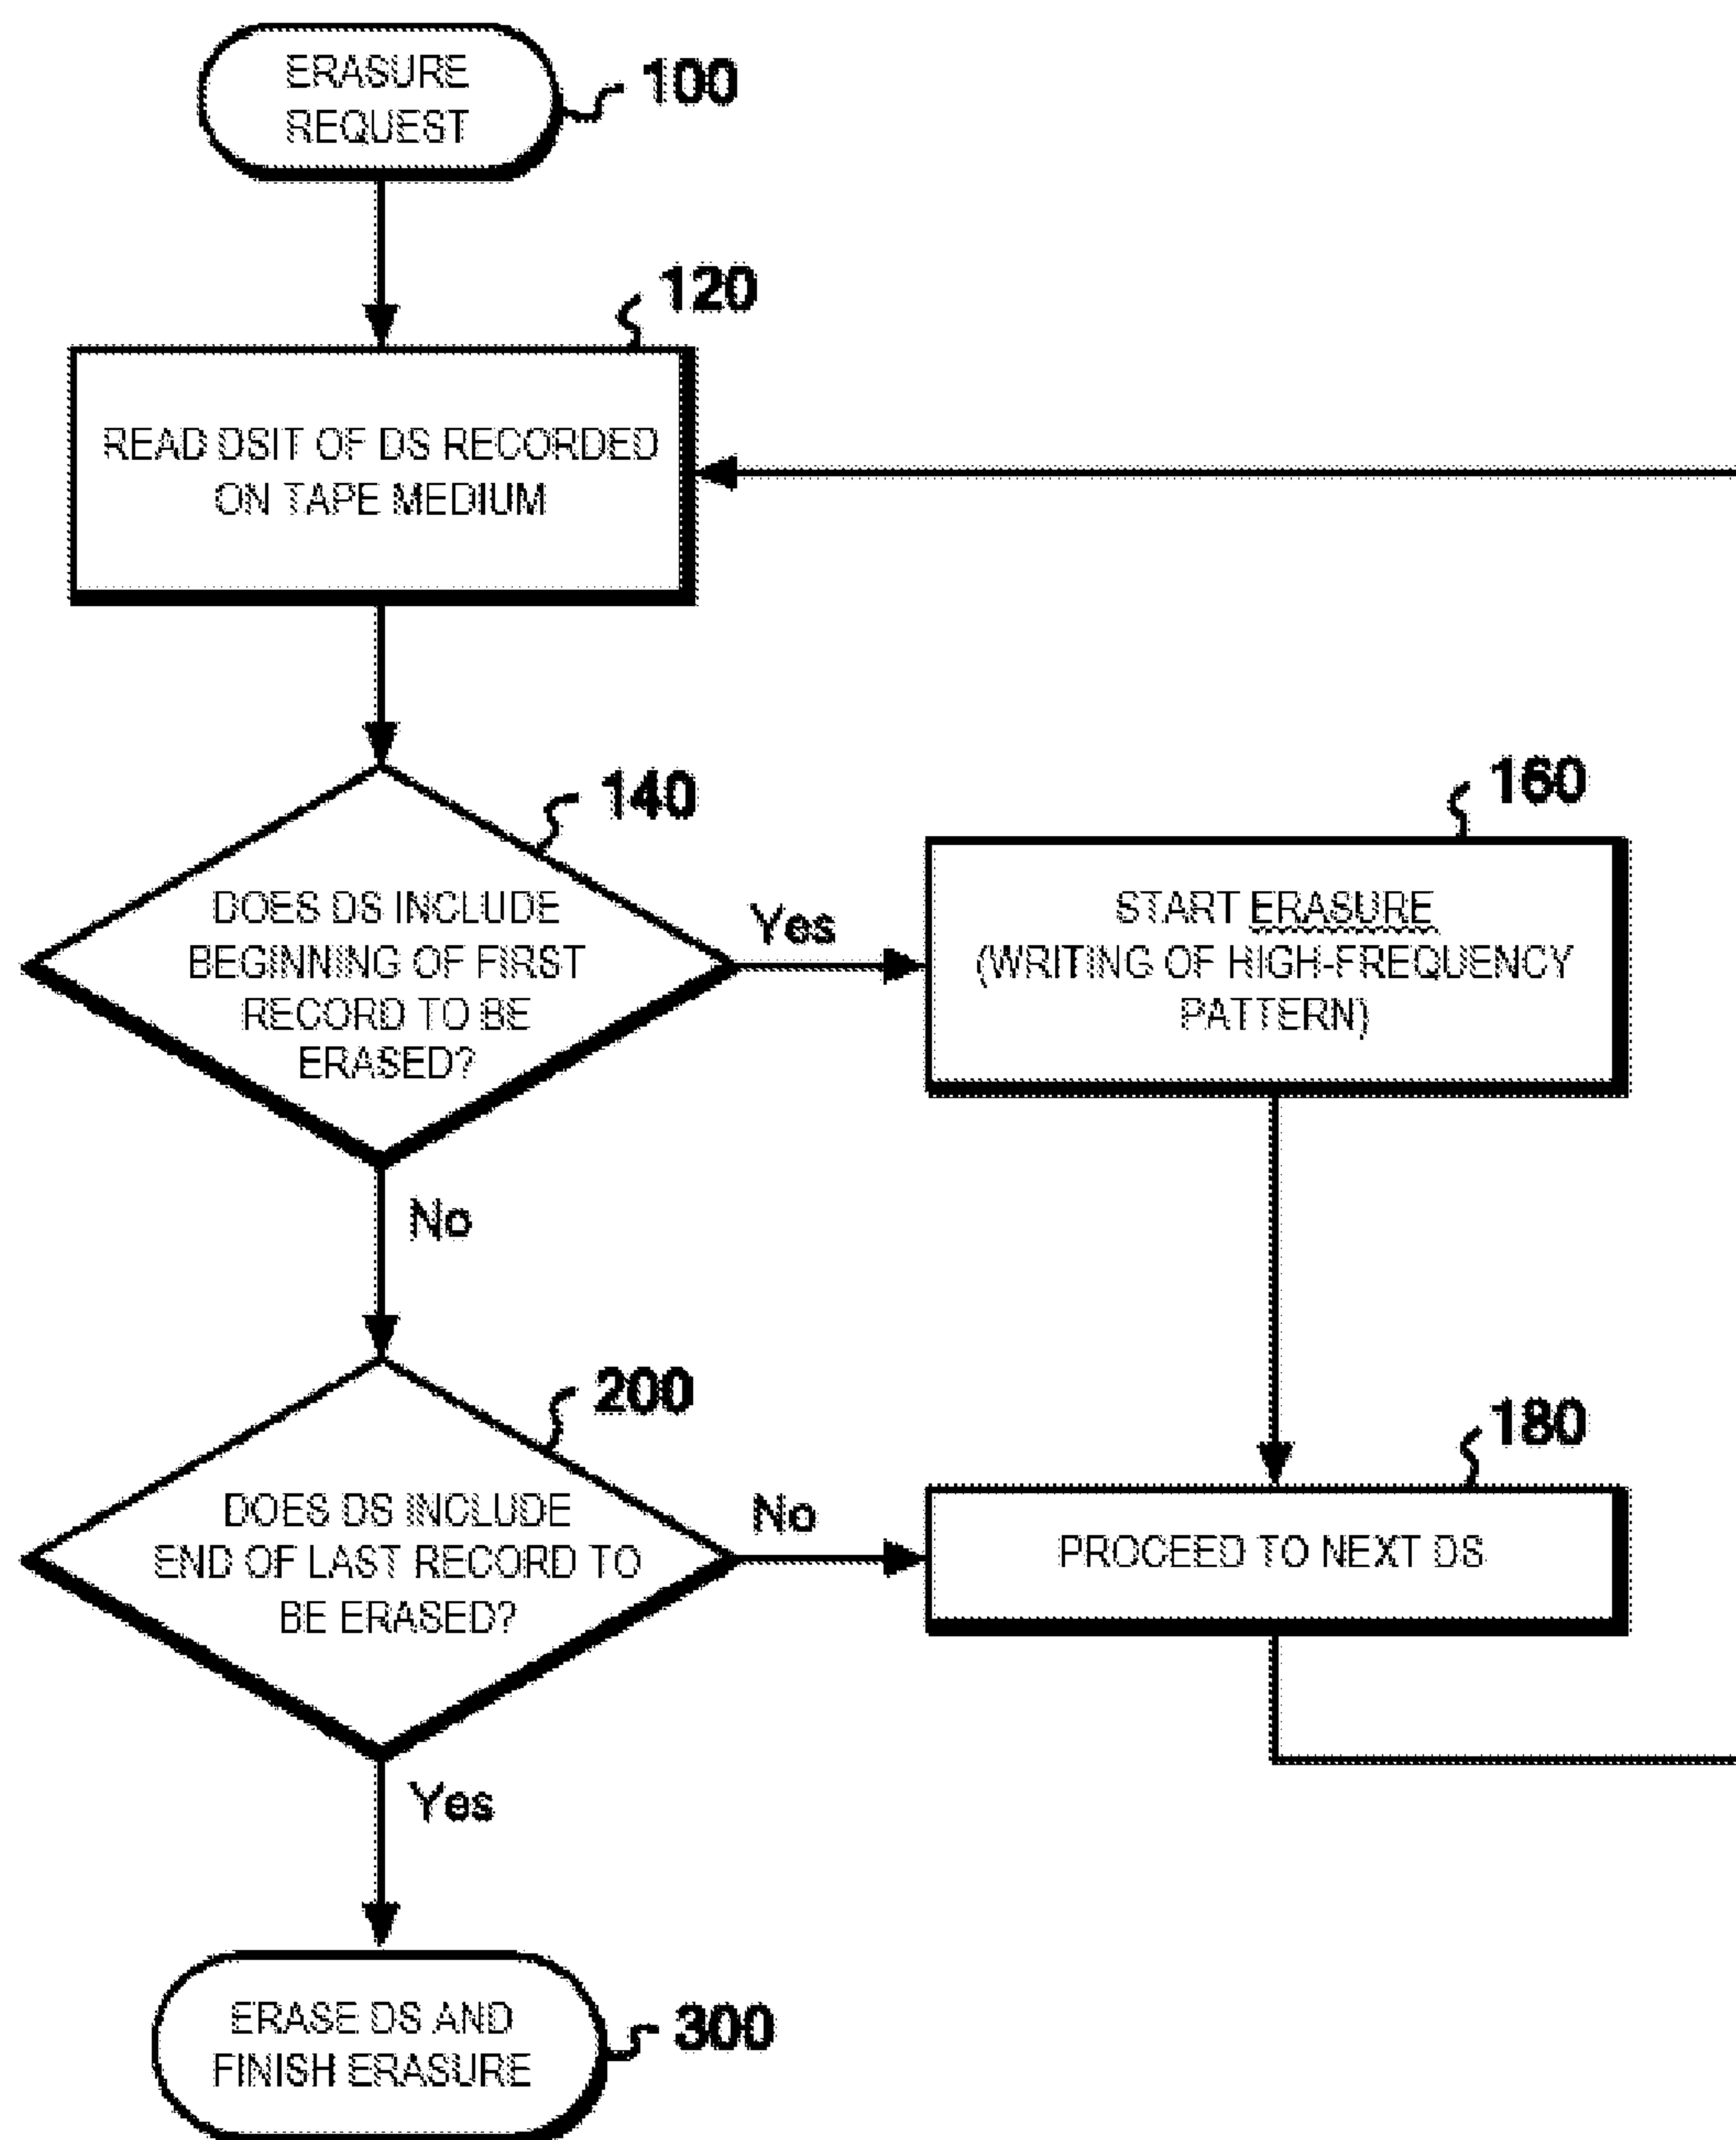 ERASURE
REQUEST
100
120
READ DSIT OF DS RECORDED
ON TAPE MEDIUM
140
DOES DS INCLUDE
BEGINNING OF FIRST
RECORD TO BE
ERASED?
Yes
160
START ERASURE
(WRITING OF HIGH-FREQUENCY
PATTERN)
No
200
DOES DS INCLUDE
END OF LAST RECORD TO
BE ERASED?
No
180
PROCEED TO NEXT DS
Yes
ERASE DS AND
FINISH ERASURE
300